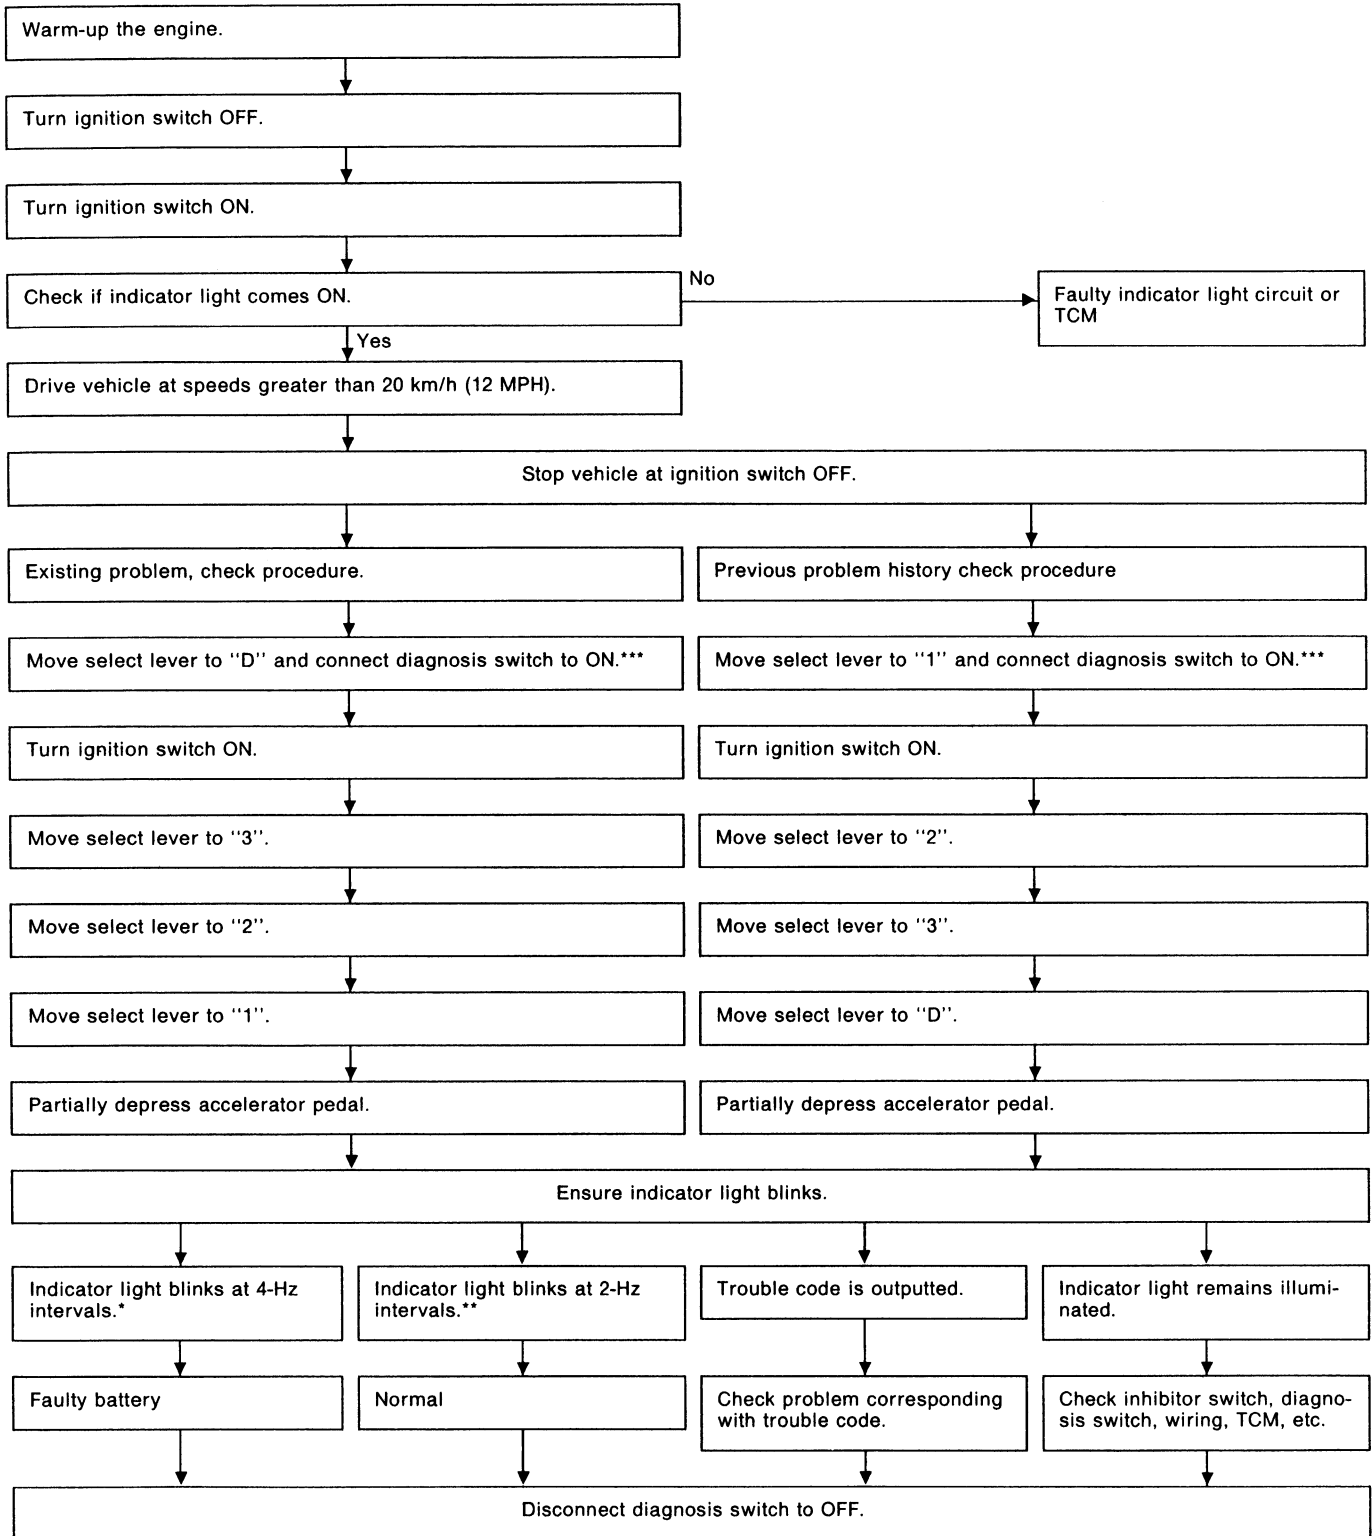 Warm-up the engine.
Turn ignition switch OFF.
Turn ignition switch ON.
Check if indicator light comes ON.
No
Faulty indicator light circuit or
TCM
Yes
Drive vehicle at speeds greater than 20 km/h (12 MPH).
Stop vehicle at ignition switch OFF.
Existing problem, check procedure.
Previous problem history check procedure
Move select lever to "D" and connect diagnosis switch to ON.***
Move select lever to "1" and connect diagnosis switch to ON.***
Turn ignition switch ON.
Turn ignition switch ON.
Move select lever to "3".
Move select lever to "2".
Move select lever to "2".
Move select lever to "3".
Move select lever to "1".
Move select lever to "D".
Partially depress accelerator pedal.
Partially depress accelerator pedal.
Ensure indicator light blinks.
Indicator light blinks at 4-Hz
intervals.*
Indicator light blinks at 2-Hz
intervals.**
Trouble code is outputted.
Indicator light remains illumi-
nated.
Faulty battery
Normal
Check problem corresponding
with trouble code.
Check inhibitor switch, diagno-
sis switch, wiring, TCM, etc.
Disconnect diagnosis switch to OFF.